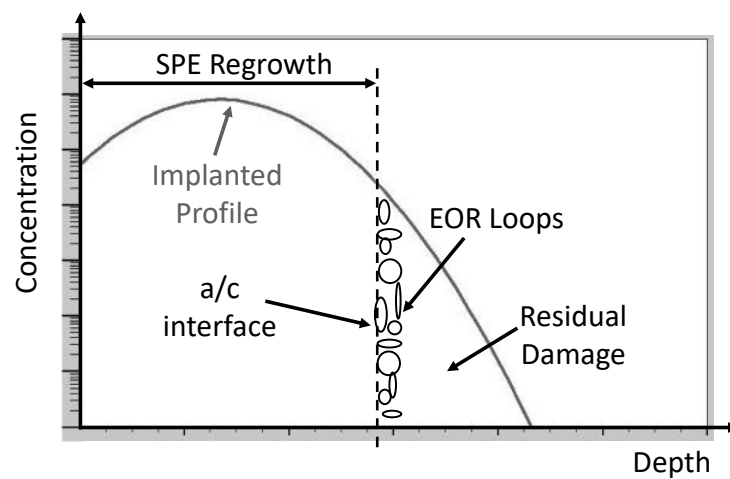 SPE Regrowth
Implanted
Profile
EOR Loops
a/c
interface
Residual
Damage
Concentration
Depth